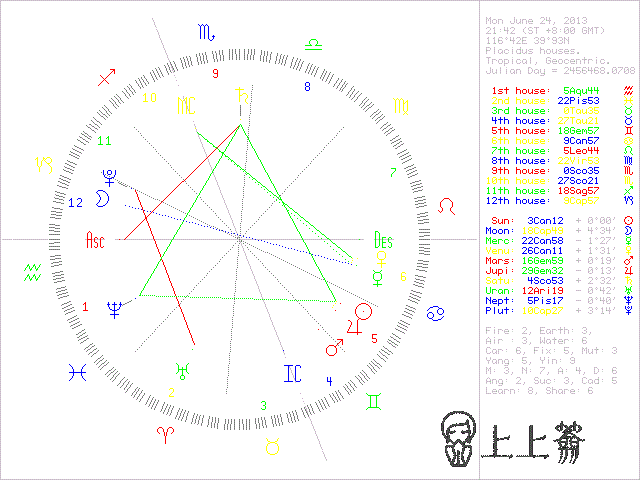 Mon June 24, 2013
21:42 (ST +8:00 GMT)
116°42E 39°93N
Placidus houses.
Tropical, Geocentric.
Julian Day = 2456468.0708
1st house: 5Aqu44
2nd house: 22Pis53
3rd house: 0Tau35
4th house: 27Tau21
5th house: 18Gem57
6th house: 9Can57
7th house: 5Leo44
8th house: 22Vir53
9th house: 0Sco35
10th house: 27Sco21
11th house: 18Sag57
12th house: 9Cap57
Sun: 3Can12 + 0°00'
Moon: + 4°34'
Merc: 22Can58 - 1°27'
Venu: 26Can11 + 1°31'
Mars: 16Gem59 + 0°19'
Jupi: 29Gem32 - 0°13'
Satu: 4Sco53 + 2°32'
Uran: 12Ari19 - 0°42'
Nept: 5Pis17 - 0°40'
Plut: 10Cap27 + 3°14'
Fire: 2, Earth: 3,
Air : 3, Water: 6
Car: 6, Fix: 5, Mut: 3
Yang: 5, Yin: 9
M: 3, N: 7, A: 4, D: 6
Ang: 2, Suc: 3, Cad: 5
Learn: 8, Share: 6
9
8
10
MC
11
12
Asc
Des
6
1
5
IC
4
2
3
上上籤